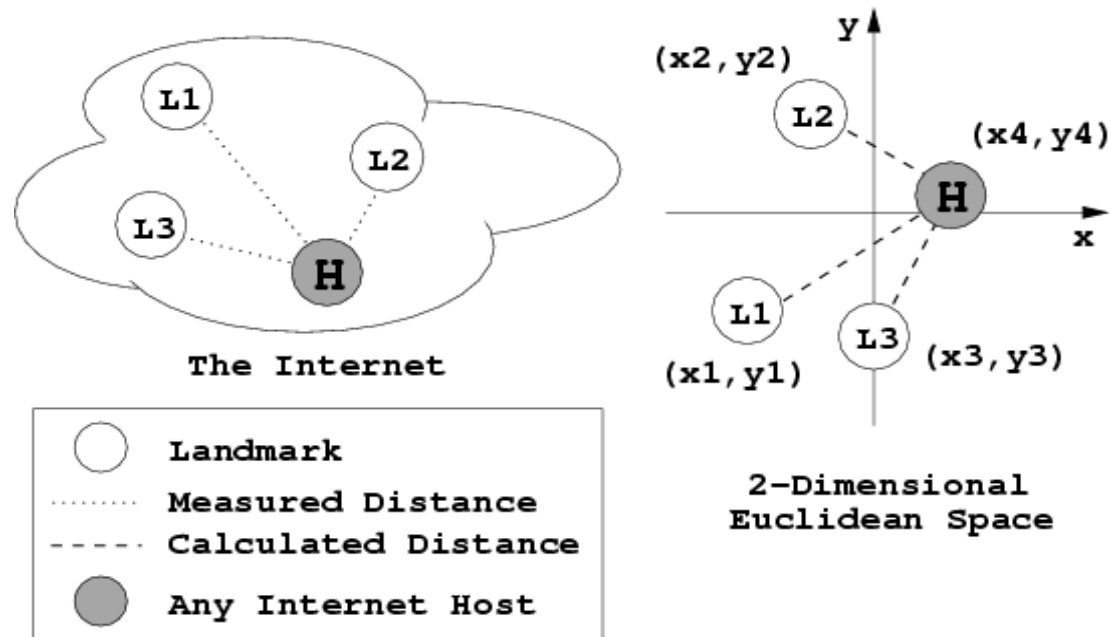 L1
L2
L3
H
The Internet
Landmark
Measured Distance
Calculated Distance
Any Internet Host
y
(x2,y2)
L2
(x4,y4)
H
x
L1
L3
(x1,y1)
(x3,y3)
2-Dimensional
Euclidean Space